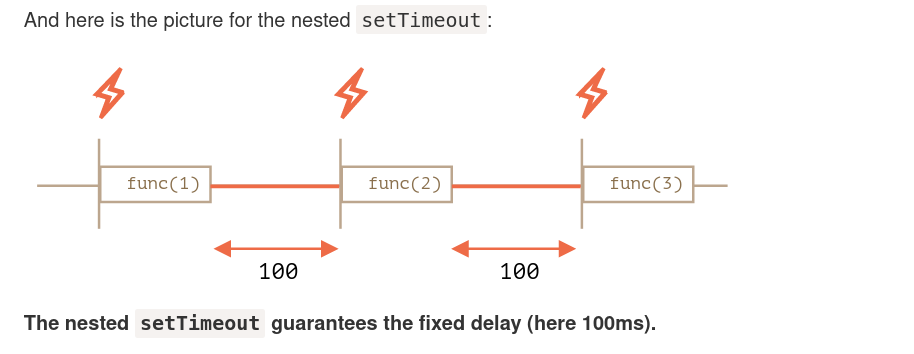 And here is the picture for the nested setTimeout:
func(1) func(2) func(3)
100 100
The nested setTimeout guarantees the fixed delay (here 100ms).